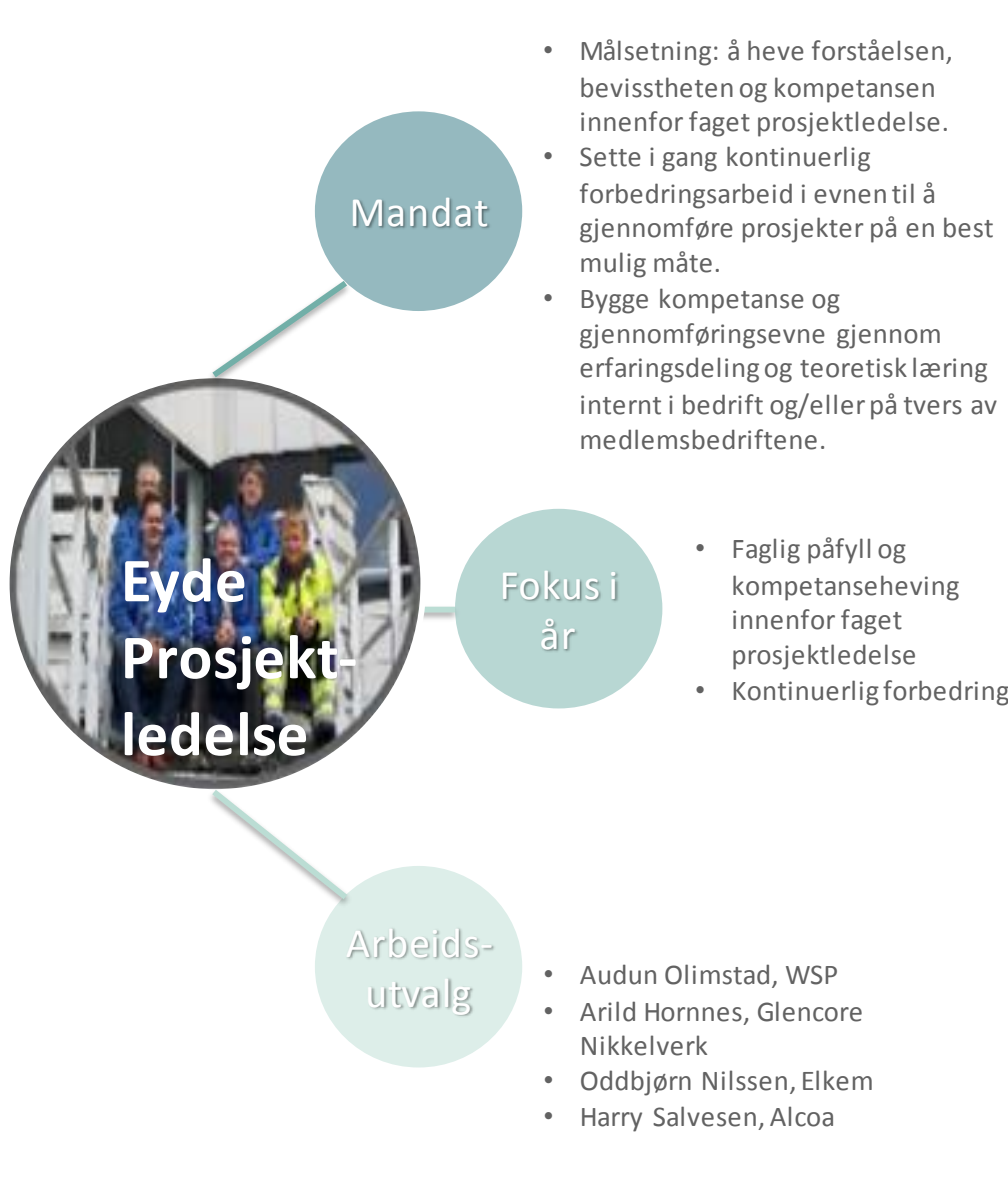 Mandat
• Målsetning: å heve forståelsen,
bevisstheten og kompetansen
innenfor faget prosjektledelse.
• Sette i gang kontinuerlig
forbedringsarbeid i evnen til å
gjennomføre prosjekter på en best
mulig måte.
• Bygge kompetanse og
gjennomføringsevne gjennom
erfaringsdeling og teoretisk læring
internt i bedrift og/eller på tvers av
medlemsbedriftene.
Eyde
Prosjekt-
ledelse
Fokus i
år
• Faglig påfyll og
kompetanseheving
innenfor faget
prosjektledelse
• Kontinuerlig forbedring
Arbeids-
utvalg
• Audun Olimstad, WSP
• Arild Hornnes, Glencore
Nikkelverk
• Oddbjørn Nilssen, Elkem
• Harry Salvesen, Alcoa